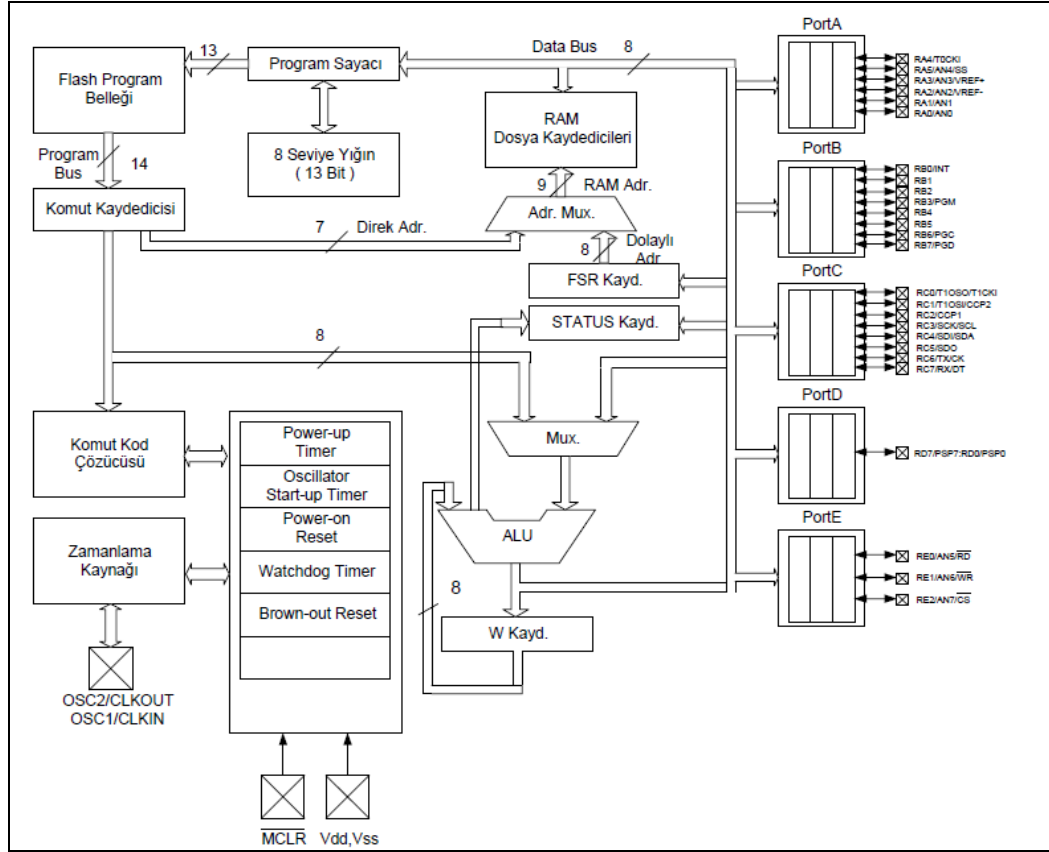 13
Data Bus
8
Flash Program
Belleği
Program Sayacı
8 Seviye Yığın
( 13 Bit )
RAM
Dosya Kaydedicileri
Program
Bus
14
9
RAM Adr.
Komut Kaydedicisi
Adr. Mux.
7
Direk Adr.
8
Dolaylı
Adr
FSR Kayd.
STATUS Kayd.
8
Komut Kod
Çözücüsü
Power-up
Timer
Oscillator
Start-up Timer
Power-on
Reset
Watchdog Timer
Brown-out Reset
Mux.
ALU
Zamanlama
Kaynağı
8
W Kayd.
OSC2/CLKOUT
OSC1/CLKIN
MCLR
Vdd,Vss
PortA
RA4/T0CKI
RA5/AN4/SS
RA3/AN3/VREF+
RA2/AN2/VREF-
RA1/AN1
RA0/AN0
PortB
RB0/INT
RB1
RB2
RB3/PGM
RB4
RB5
RB6/PGC
RB7/PGD
PortC
RC0/T1OSO/T1CKI
RC1/T1OSI/CCP2
RC2/CCP1
RC3/SCK/SCL
RC4/SDI/SDA
RC5/SDO
RC6/TX/CK
RC7/RX/DT
PortD
RD7/PSP7:RD0/PSP0
PortE
RE0/AN5/RD
RE1/AN6/WR
RE2/AN7/CS